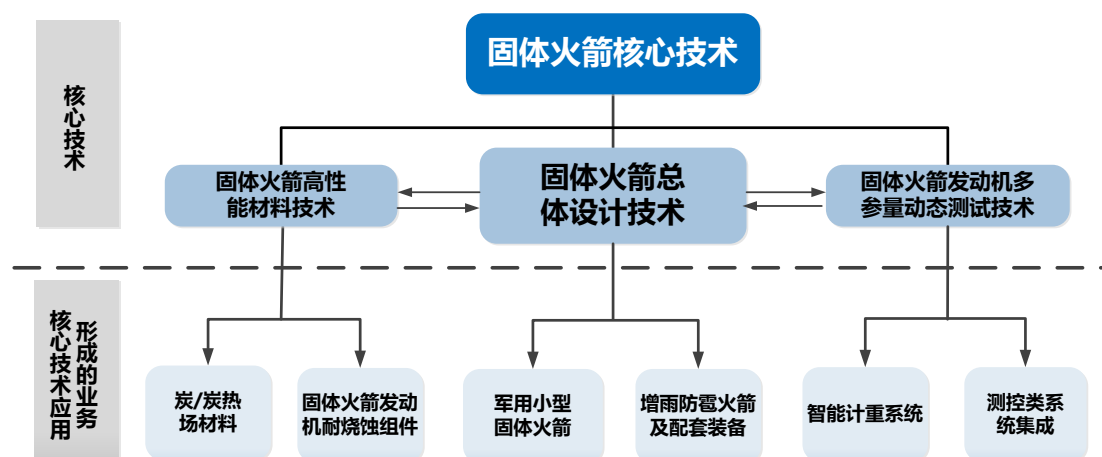 固体火箭核心技术
核心技术
固体火箭高性
能材料技术
固体火箭总
体设计技术
固体火箭发动机多
参量动态测试技术
核心技术应用
形成的业务
炭/炭热
场材料
固体火箭发动
机耐烧蚀组件
军用小型
固体火箭
增雨防雹火箭
及配套装备
智能计重系统
测控类系
统集成